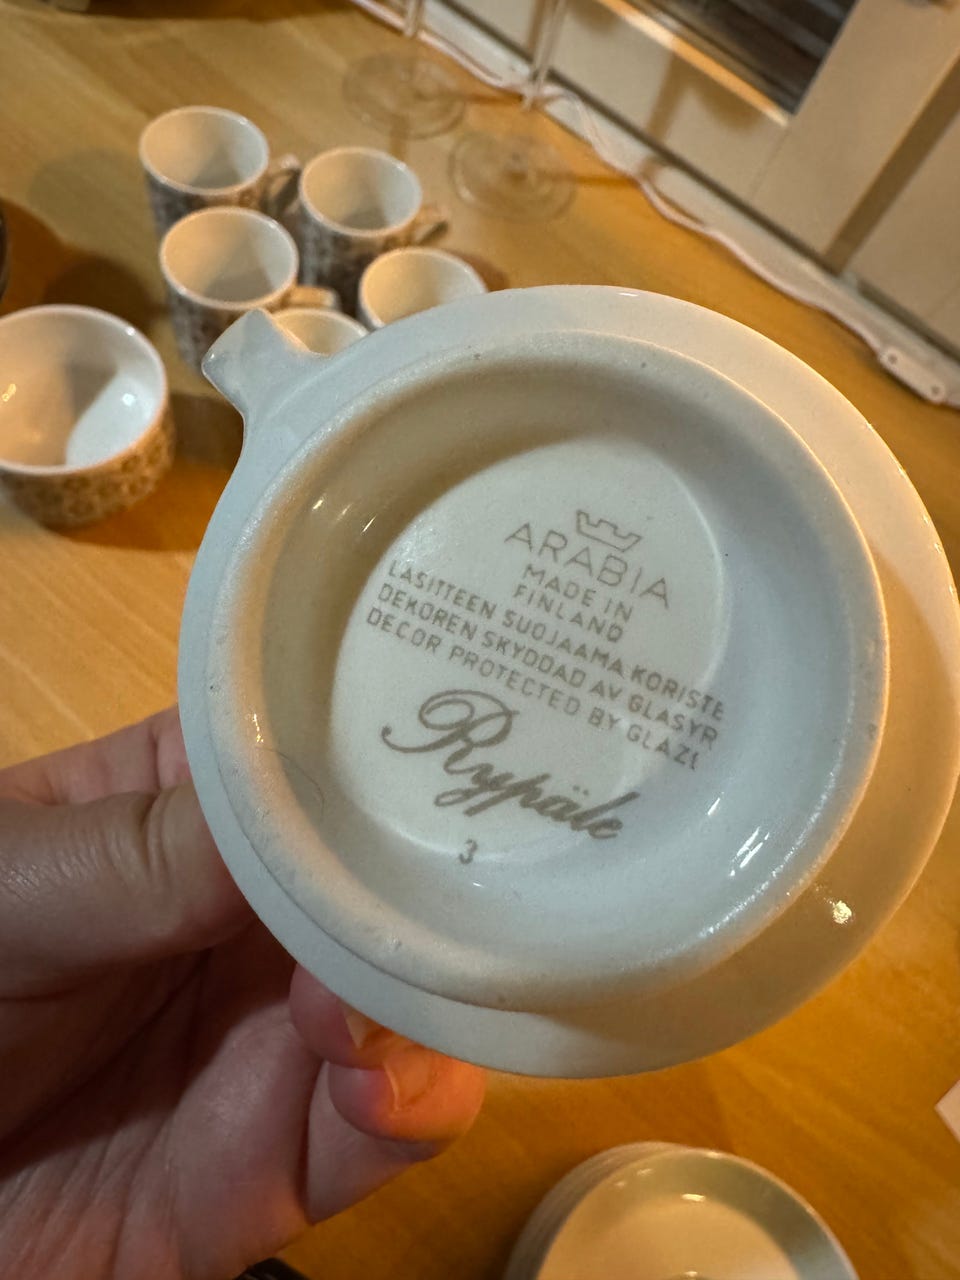 ARABIA
MADE IN
FINLAND
LASITTEEN SUOJAAMA KORISTE
DEKOREN SKYDDAD AV GLASYR
DECOR PROTECTED BY GLAZE
Rypäle
3